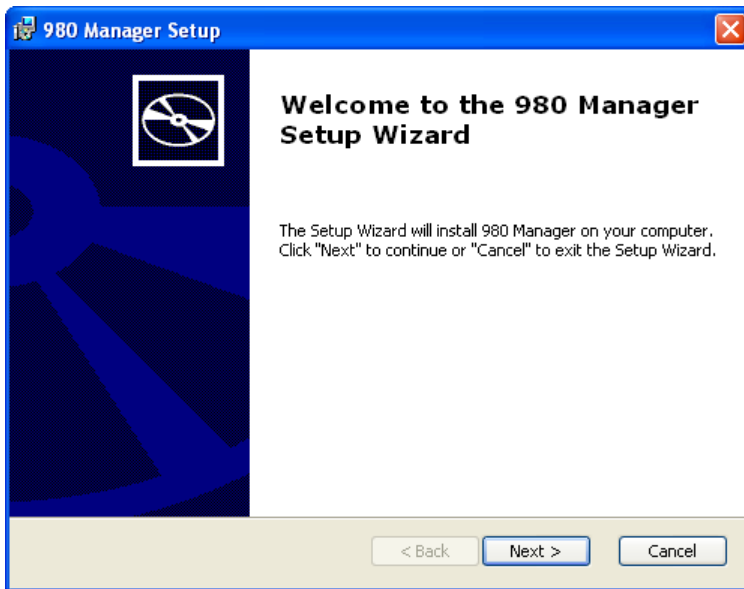 980 Manager Setup
Welcome to the 980 Manager
Setup Wizard
The Setup Wizard will install 980 Manager on your computer.
Click "Next" to continue or "Cancel" to exit the Setup Wizard.
< Back Next > Cancel